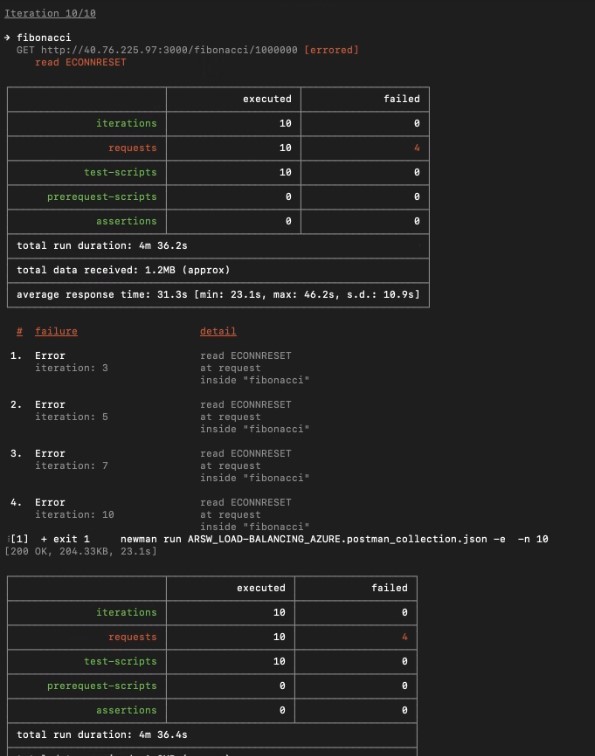 Iteration 10/10
→ fibonacci
GET http://40.76.225.97:3000/fibonacci/1000000 [errored]
read ECONNRESET
executed failed
iterations 10 0
requests 10 4
test-scripts 10 0
prerequest-scripts 0 0
assertions 0 0
total run duration: 4m 36.2s
total data received: 1.2MB (approx)
average response time: 31.3s [min: 23.1s, max: 46.2s, s.d.: 10.9s]
# failure detail
1. Error read ECONNRESET
iteration: 3 at request
inside "fibonacci"
2. Error read ECONNRESET
iteration: 5 at request
inside "fibonacci"
3. Error read ECONNRESET
iteration: 7 at request
inside "fibonacci"
4. Error read ECONNRESET
iteration: 10 at request
inside "fibonacci"
[1] + exit 1 newman run ARSW_LOAD-BALANCING_AZURE.postman_collection.json -e -n 10
[200 OK, 204.33KB, 23.1s]
executed failed
iterations 10 0
requests 10 4
test-scripts 10 0
prerequest-scripts 0 0
assertions 0 0
total run duration: 4m 36.4s